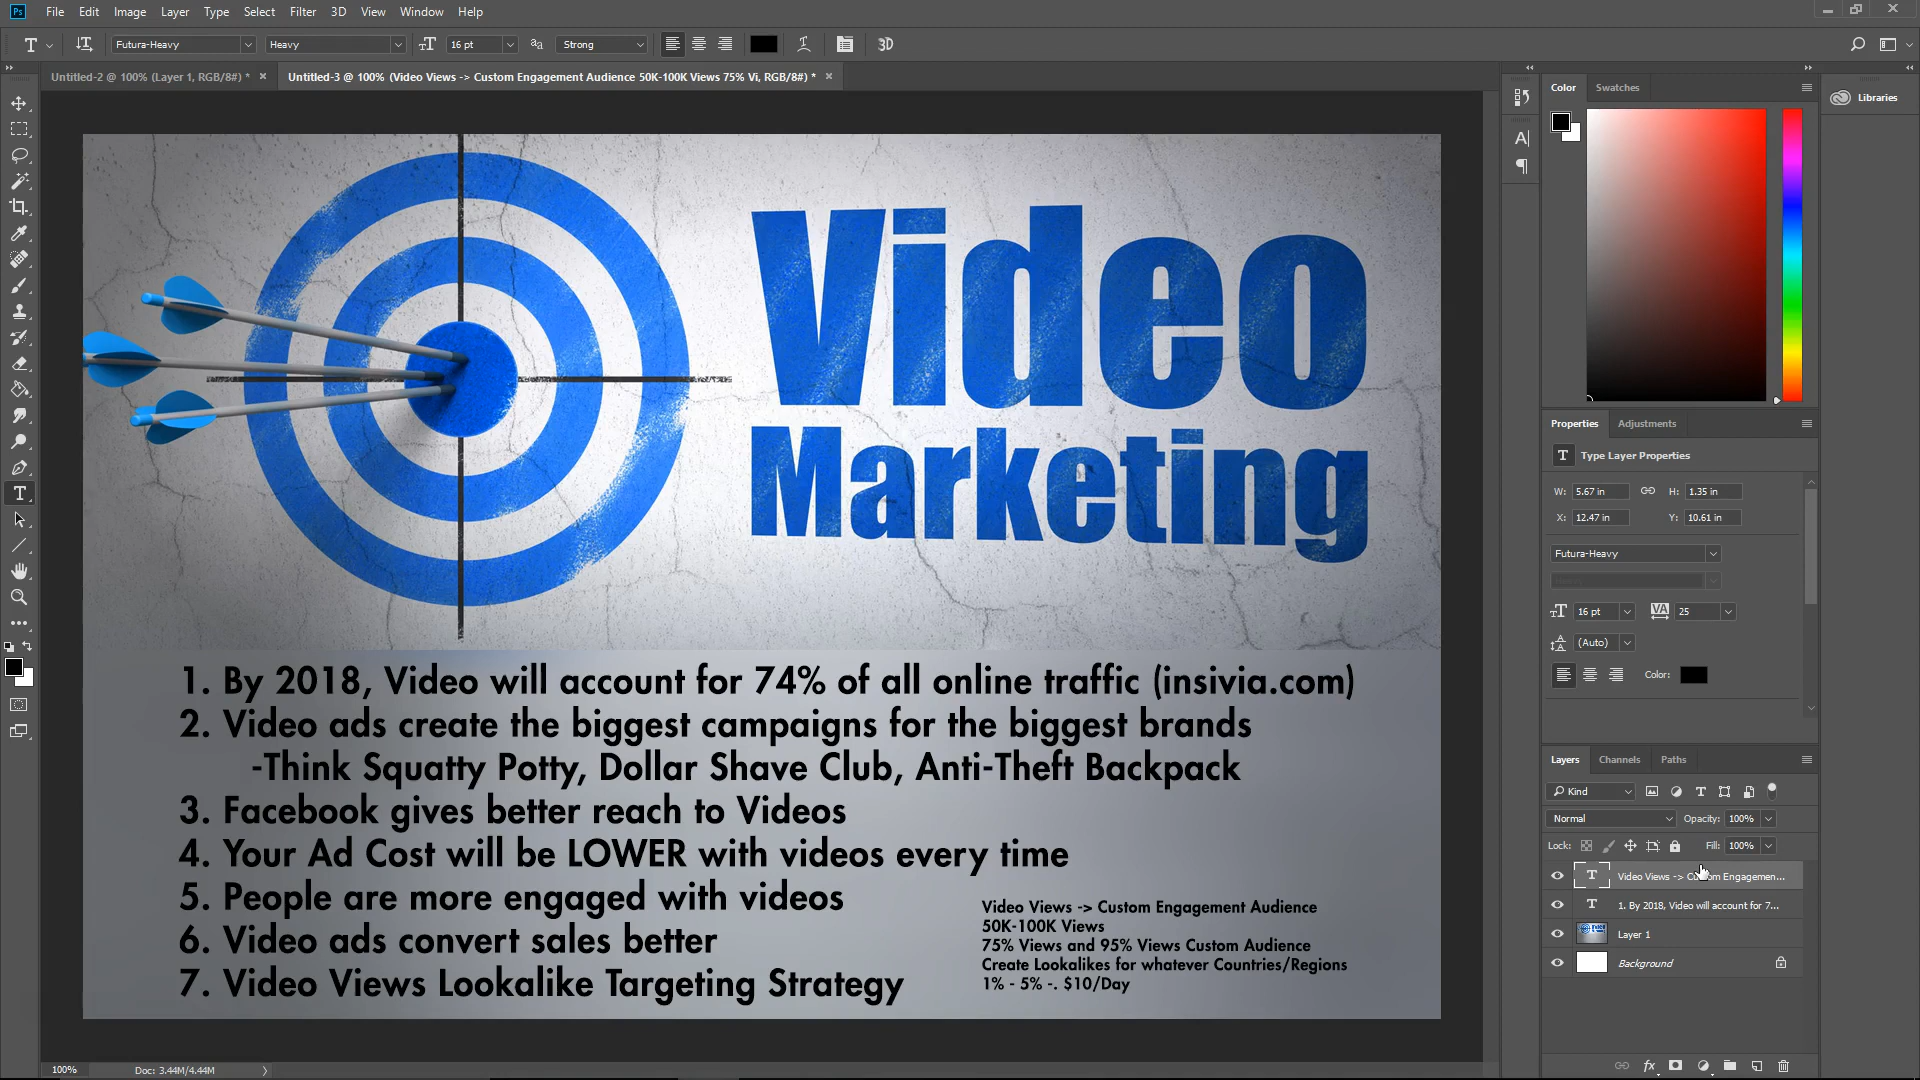 Ps File Edit Image Layer Type Select Filter 3D View Window Help
T Futura-Heavy Heavy 16 pt aa Strong 3D
Untitled-2 @ 100% (Layer 1, RGB/8#) * × Untitled-3 @ 100% (Video Views -> Custom Engagement Audience 50K-100K Views 75% Vi, RGB/8#) * ×
Video
Marketing
1. By 2018, Video will account for 74% of all online traffic (insivia.com)
2. Video ads create the biggest campaigns for the biggest brands
-Think Squatty Potty, Dollar Shave Club, Anti-Theft Backpack
3. Facebook gives better reach to Videos
4. Your Ad Cost will be LOWER with videos every time
5. People are more engaged with videos
6. Video ads convert sales better
7. Video Views Lookalike Targeting Strategy
Video Views -> Custom Engagement Audience
50K-100K Views
75% Views and 95% Views Custom Audience
Create Lookalikes for whatever Countries/Regions
1% - 5% -. $10/Day
100% Doc: 3.44M/4.44M
Color Swatches
Libraries
Properties Adjustments
T Type Layer Properties
W: 5.67 in H: 1.35 in
X: 12.47 in Y: 10.61 in
Futura-Heavy
16 pt VA 25
(Auto)
Color:
Layers Channels Paths
Kind
Normal Opacity: 100%
Lock: Fill: 100%
T Video Views -> Custom Engagemen...
T 1. By 2018, Video will account for 7...
Layer 1
Background
fx